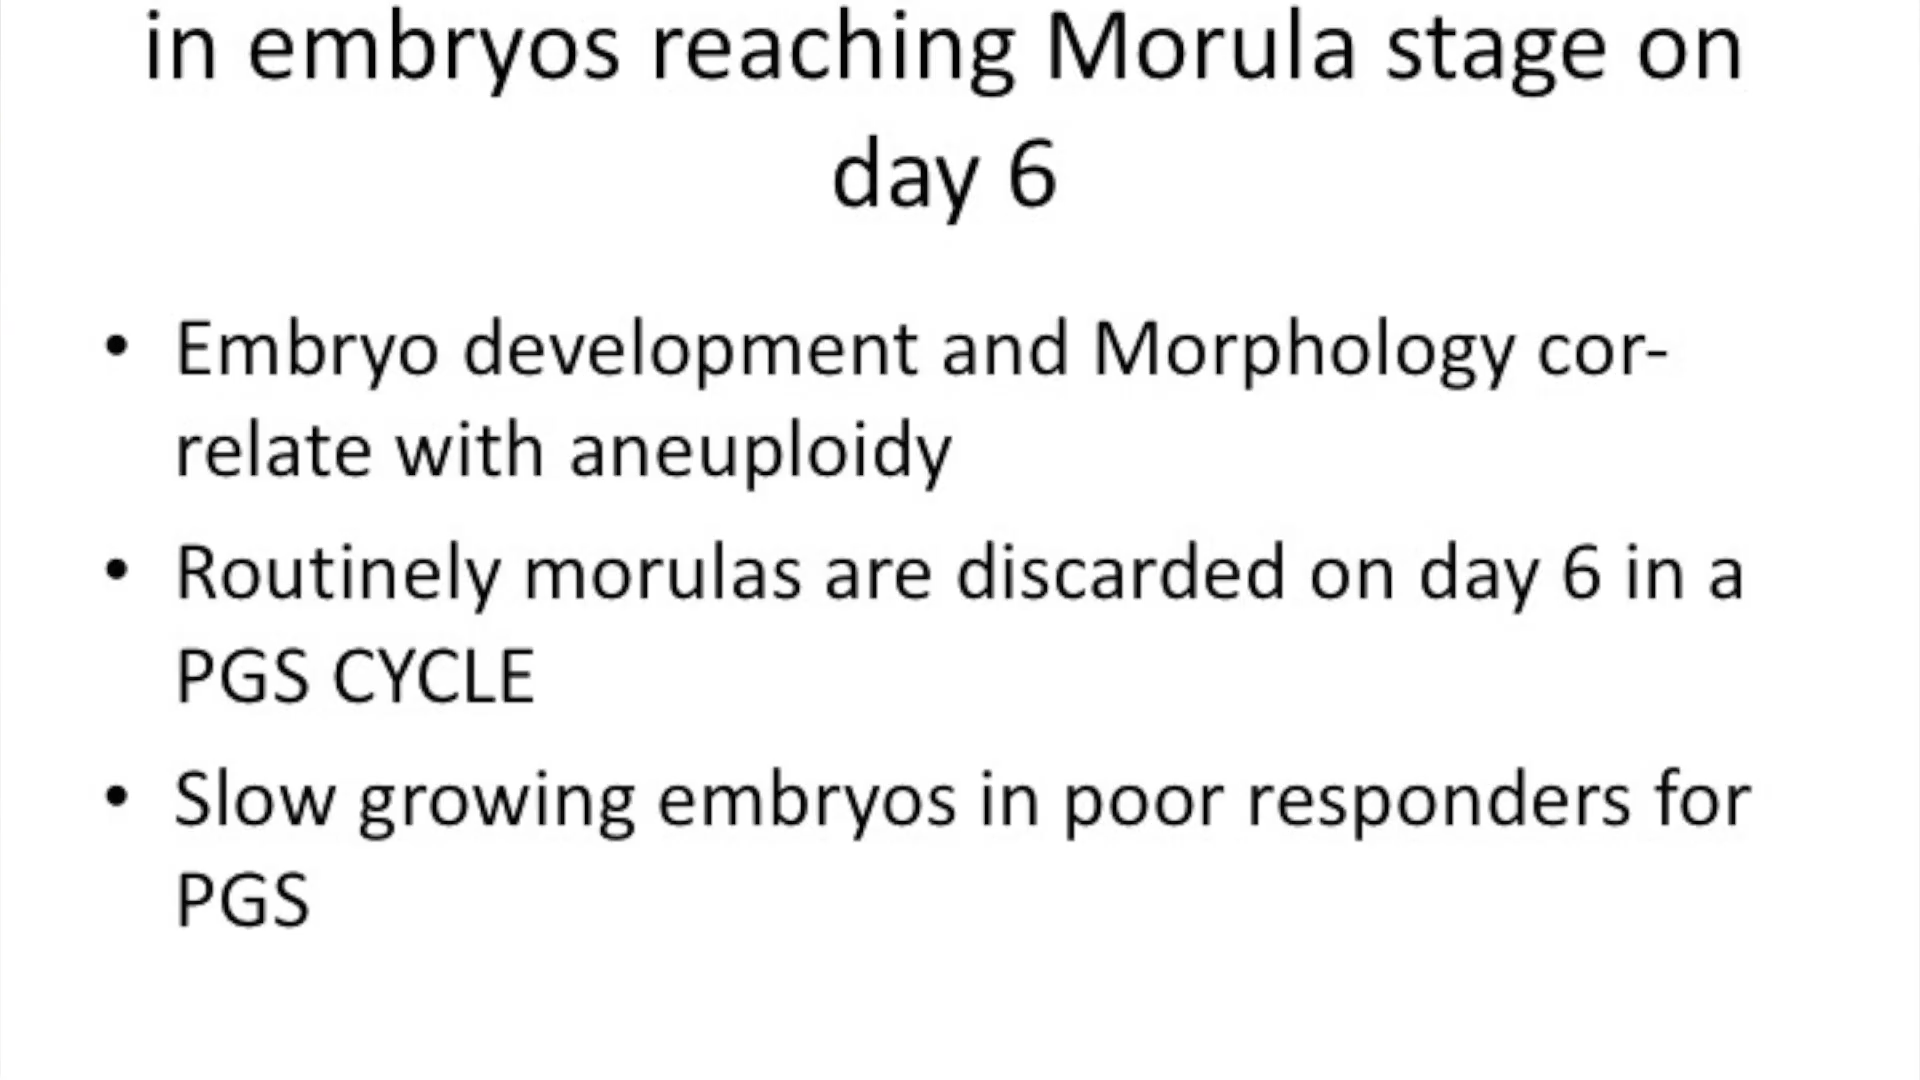 in embryos reaching Morula stage on
day 6
• Embryo development and Morphology cor-
relate with aneuploidy
• Routinely morulas are discarded on day 6 in a
PGS CYCLE
• Slow growing embryos in poor responders for
PGS